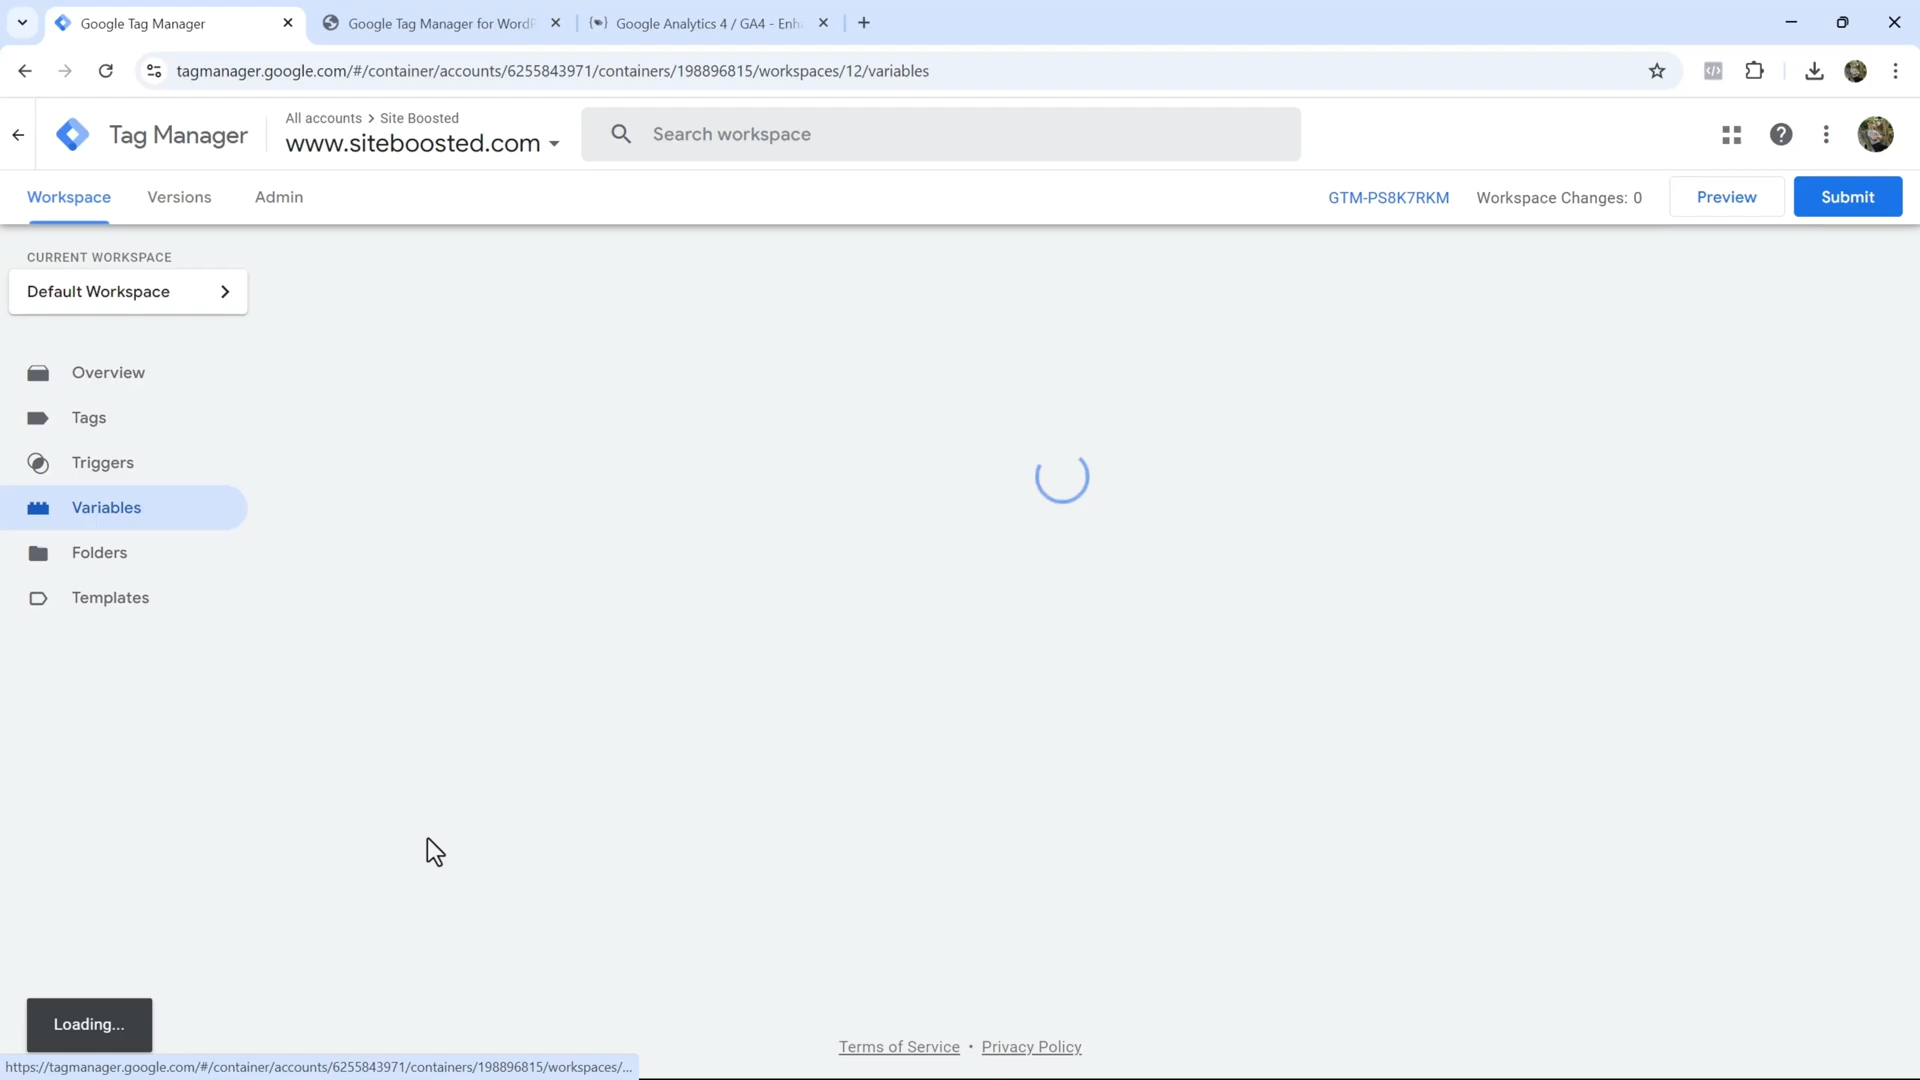 Google Tag Manager
Google Tag Manager for WordP
Google Analytics 4 / GA4 - Enh
tagmanager.google.com/#/container/accounts/6255843971/containers/198896815/workspaces/12/variables
Tag Manager
All accounts > Site Boosted
www.siteboosted.com
Search workspace
Workspace
Versions
Admin
GTM-PS8K7RKM
Workspace Changes: 0
Preview
Submit
CURRENT WORKSPACE
Default Workspace
Overview
Tags
Triggers
Variables
Folders
Templates
Loading...
Terms of Service • Privacy Policy
https://tagmanager.google.com/#/container/accounts/6255843971/containers/198896815/workspaces/...